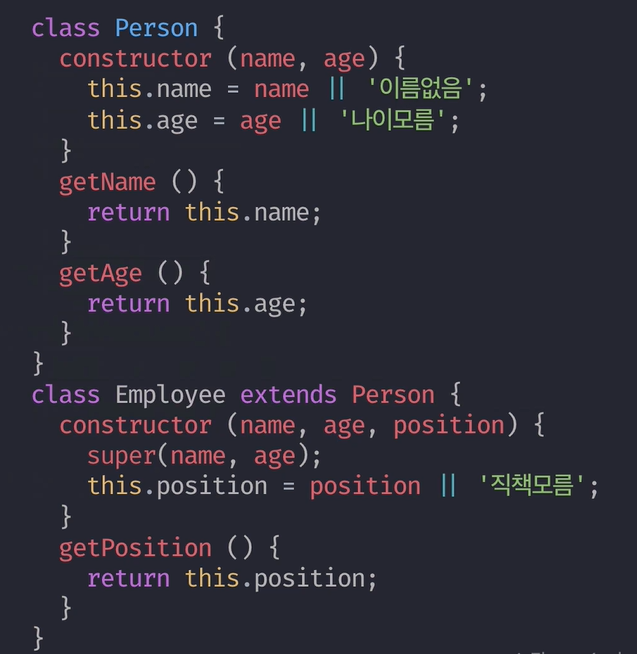 class Person {
  constructor (name, age) {
    this.name = name || '이름없음';
    this.age = age || '나이모름';
  }
  getName () {
    return this.name;
  }
  getAge () {
    return this.age;
  }
}
class Employee extends Person {
  constructor (name, age, position) {
    super(name, age);
    this.position = position || '직책모름';
  }
  getPosition () {
    return this.position;
  }
}